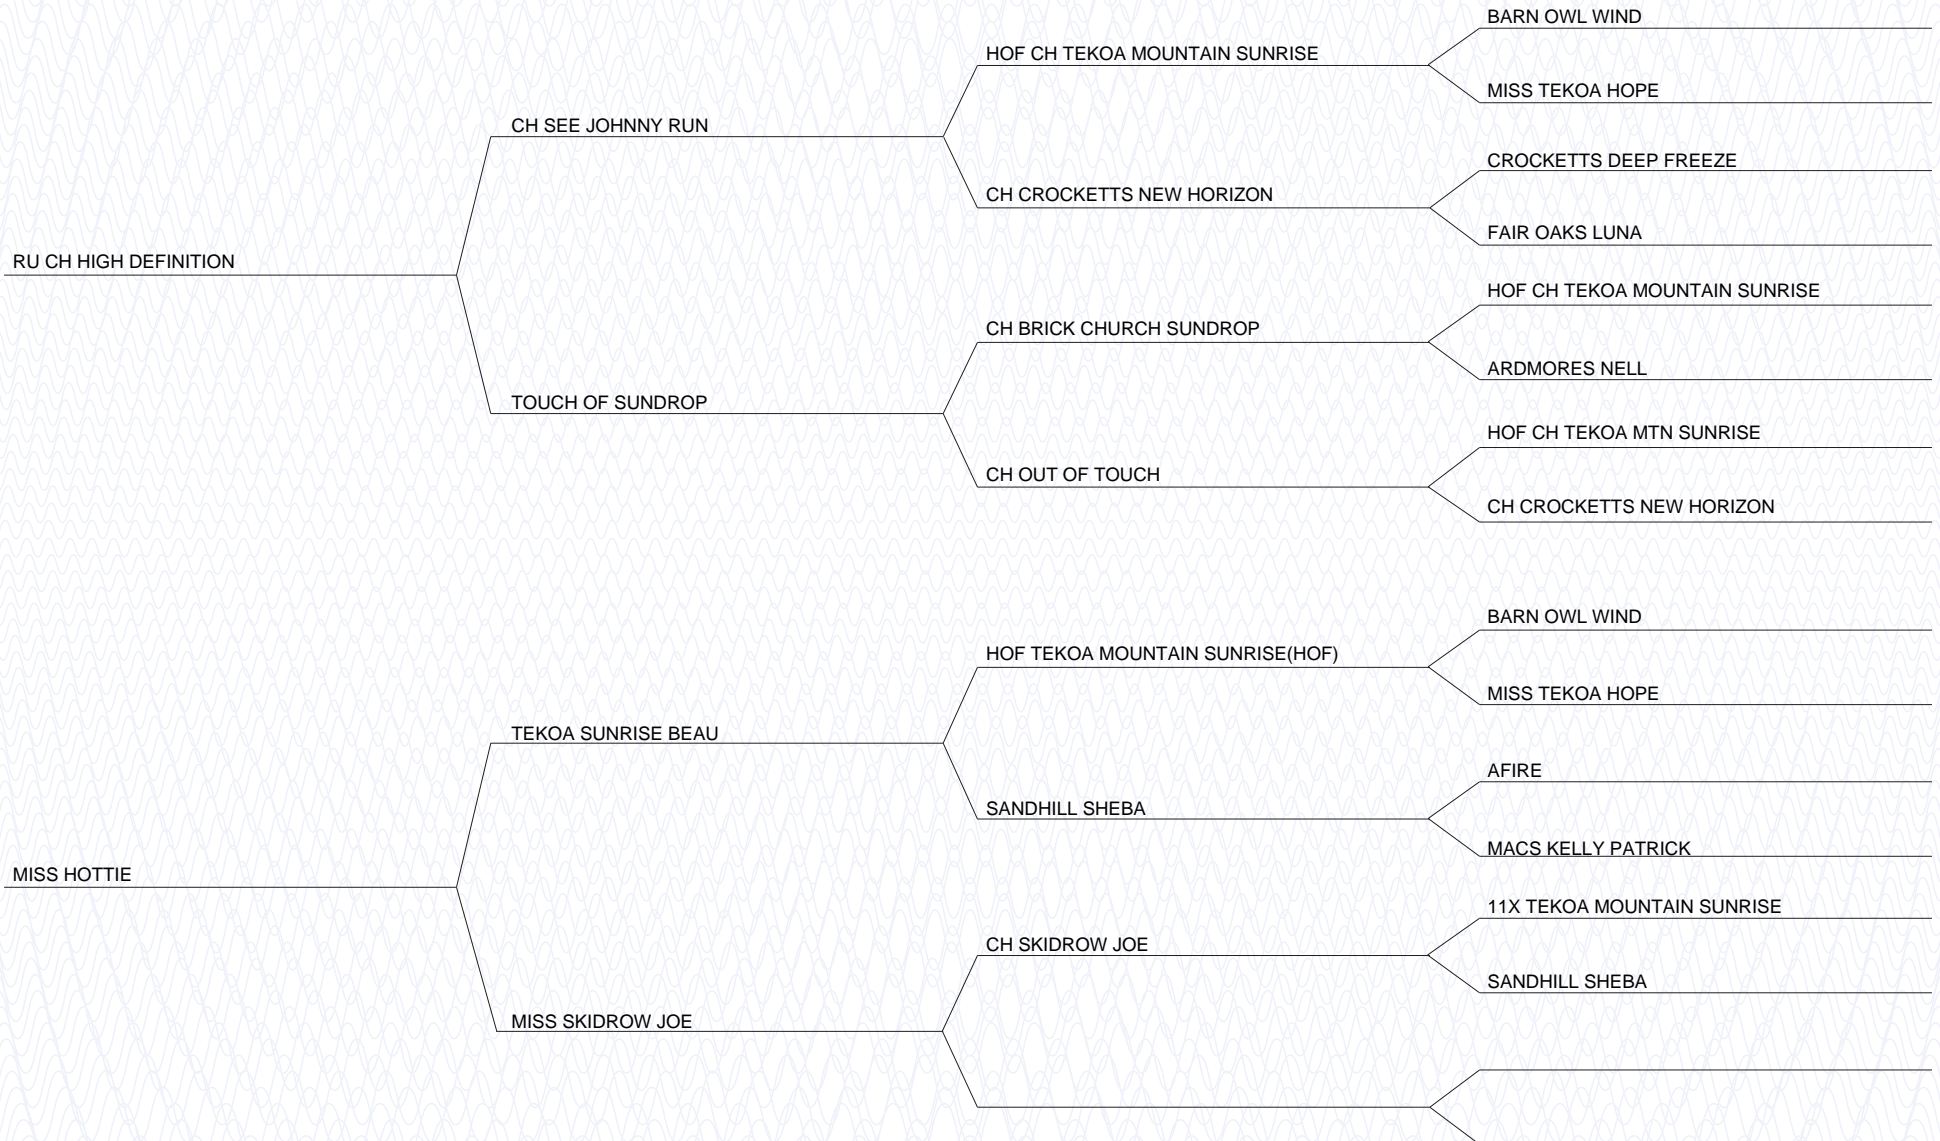 BARN OWL WIND
HOF CH TEKOA MOUNTAIN SUNRISE
MISS TEKOA HOPE
CH SEE JOHNNY RUN
CROCKETTS DEEP FREEZE
CH CROCKETTS NEW HORIZON
FAIR OAKS LUNA
RU CH HIGH DEFINITION
HOF CH TEKOA MOUNTAIN SUNRISE
CH BRICK CHURCH SUNDROP
ARDMORES NELL
TOUCH OF SUNDROP
HOF CH TEKOA MTN SUNRISE
CH OUT OF TOUCH
CH CROCKETTS NEW HORIZON
BARN OWL WIND
HOF TEKOA MOUNTAIN SUNRISE(HOF)
MISS TEKOA HOPE
TEKOA SUNRISE BEAU
AFIRE
SANDHILL SHEBA
MACS KELLY PATRICK
MISS HOTTIE
11X TEKOA MOUNTAIN SUNRISE
CH SKIDROW JOE
SANDHILL SHEBA
MISS SKIDROW JOE